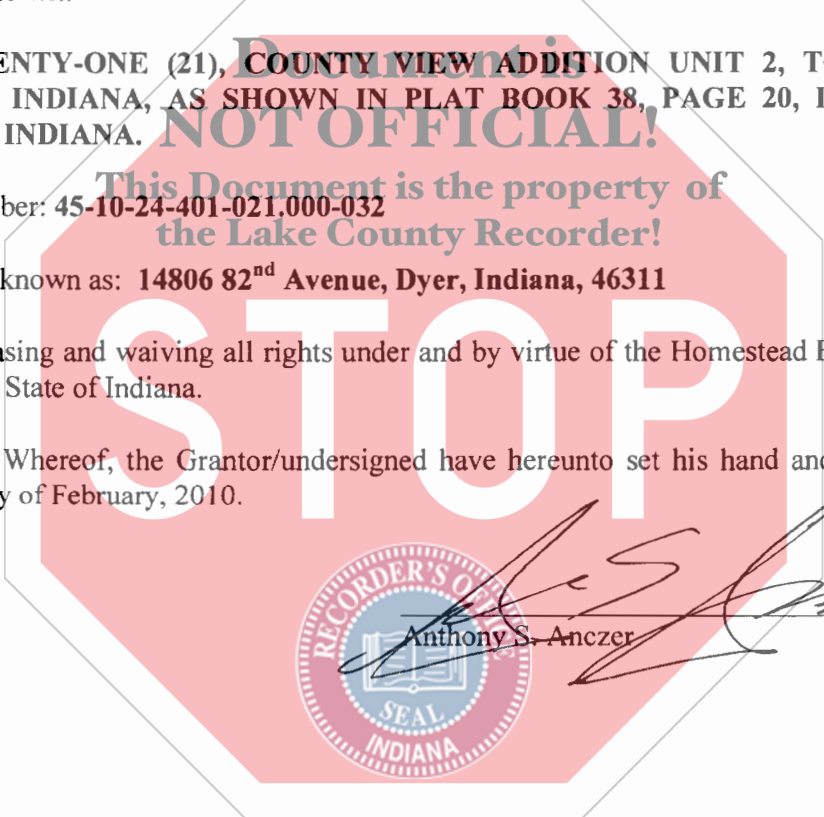 ENTY-ONE (21), COUNTY VIEW ADDITION UNIT 2, T
INDIANA, AS SHOWN IN PLAT BOOK 38, PAGE 20,
INDIANA.
Document is
NOT OFFICIAL!
This Document is the property of
the Lake County Recorder!
ber: 45-10-24-401-021.000-032
known as: 14806 82nd Avenue, Dyer, Indiana, 46311
asing and waiving all rights under and by virtue of the Homestead
State of Indiana.
Whereof, the Grantor/undersigned have hereunto set his hand and
y of February, 2010.
STOP
Anthony S. Anczer
RECORDER'S OFFICE
SEAL
INDIANA